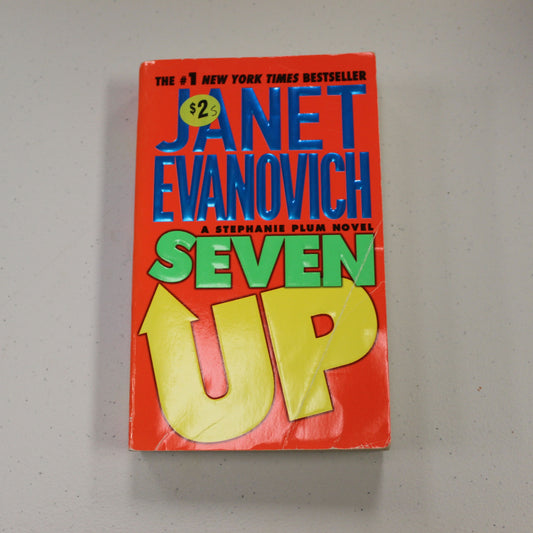 THE #1 NEW YORK TIMES BESTSELLER
$2
JANET
EVANOVICH
A STEPHANIE PLUM NOVEL
SEVEN
UP